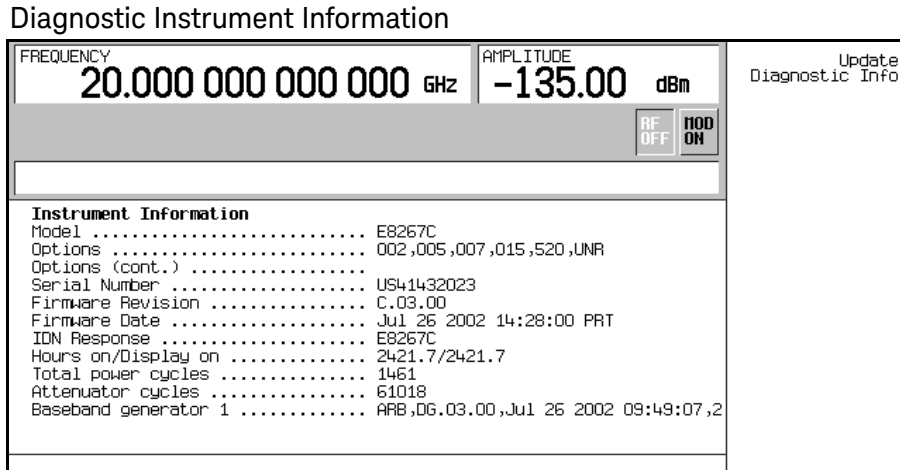 Diagnostic Instrument Information
FREQUENCY
20.000 000 000 000 GHz
AMPLITUDE
-135.00 dBm
Update
Diagnostic Info
RF
OFF
MOD
ON
Instrument Information
Model ............................ E8267C
Options .......................... 002,005,007,015,520,UNR
Options (cont.) ..................
Serial Number .................... US41432023
Firmware Revision ................ C.03.00
Firmware Date .................... Jul 26 2002 14:28:00 PRT
IDN Response ..................... E8267C
Hours on/Display on .............. 2421.7/2421.7
Total power cycles ............... 1461
Attenuator cycles ................ 61018
Baseband generator 1 ............. ARB,DG.03.00,Jul 26 2002 09:49:07,2